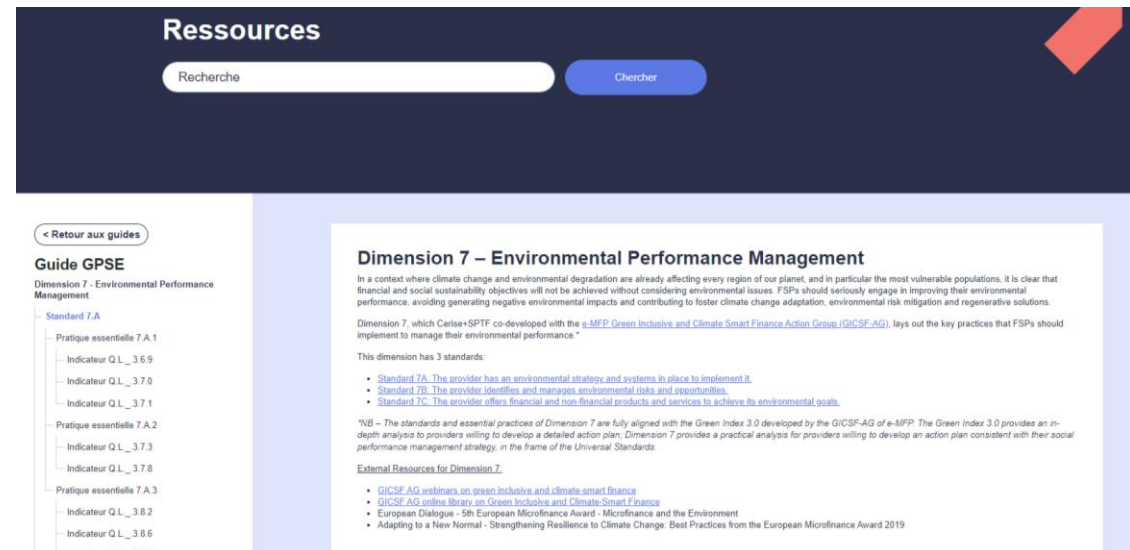 Ressources
Recherche
Chercher
< Retour aux guides
Guide GPSE
Dimension 7 - Environmental Performance
Management
Standard 7.A
Pratique essentielle 7.A.1
Indicateur Q.L._ 3.6.9
Indicateur Q.L._ 3.7.0
Indicateur Q.L._ 3.7.1
Pratique essentielle 7.A.2
Indicateur Q.L._ 3.7.3
Indicateur Q.L._ 3.7.8
Pratique essentielle 7.A.3
Indicateur Q.L._ 3.8.2
Indicateur Q.L._ 3.8.6
Dimension 7 – Environmental Performance Management
In a context where climate change and environmental degradation are already affecting every region of our planet, and in particular the most vulnerable populations, it is clear that
financial and social sustainability objectives will not be achieved without considering environmental issues. FSPs should seriously engage in improving their environmental
performance, avoiding generating negative environmental impacts and contributing to foster climate change adaptation, environmental risk mitigation and regenerative solutions.
Dimension 7, which Cerise+SPTF co-developed with the e-MFP Green Inclusive and Climate Smart Finance Action Group (GICSF-AG), lays out the key practices that FSPs should
implement to manage their environmental performance.*
This dimension has 3 standards:
• Standard 7A: The provider has an environmental strategy and systems in place to implement it.
• Standard 7B: The provider identifies and manages environmental risks and opportunities.
• Standard 7C: The provider offers financial and non-financial products and services to achieve its environmental goals.
*NB – The standards and essential practices of Dimension 7 are fully aligned with the Green Index 3.0 developed by the GICSF-AG of e-MFP. The Green Index 3.0 provides an in-
depth analysis to providers willing to develop a detailed action plan; Dimension 7 provides a practical analysis for providers willing to develop an action plan consistent with their social
performance management strategy, in the frame of the Universal Standards.
External Resources for Dimension 7:
• GICSF AG webinars on green inclusive and climate-smart finance
• GICSF AG online library on Green Inclusive and Climate-Smart Finance
• European Dialogue - 5th European Microfinance Award - Microfinance and the Environment
• Adapting to a New Normal - Strengthening Resilience to Climate Change: Best Practices from the European Microfinance Award 2019